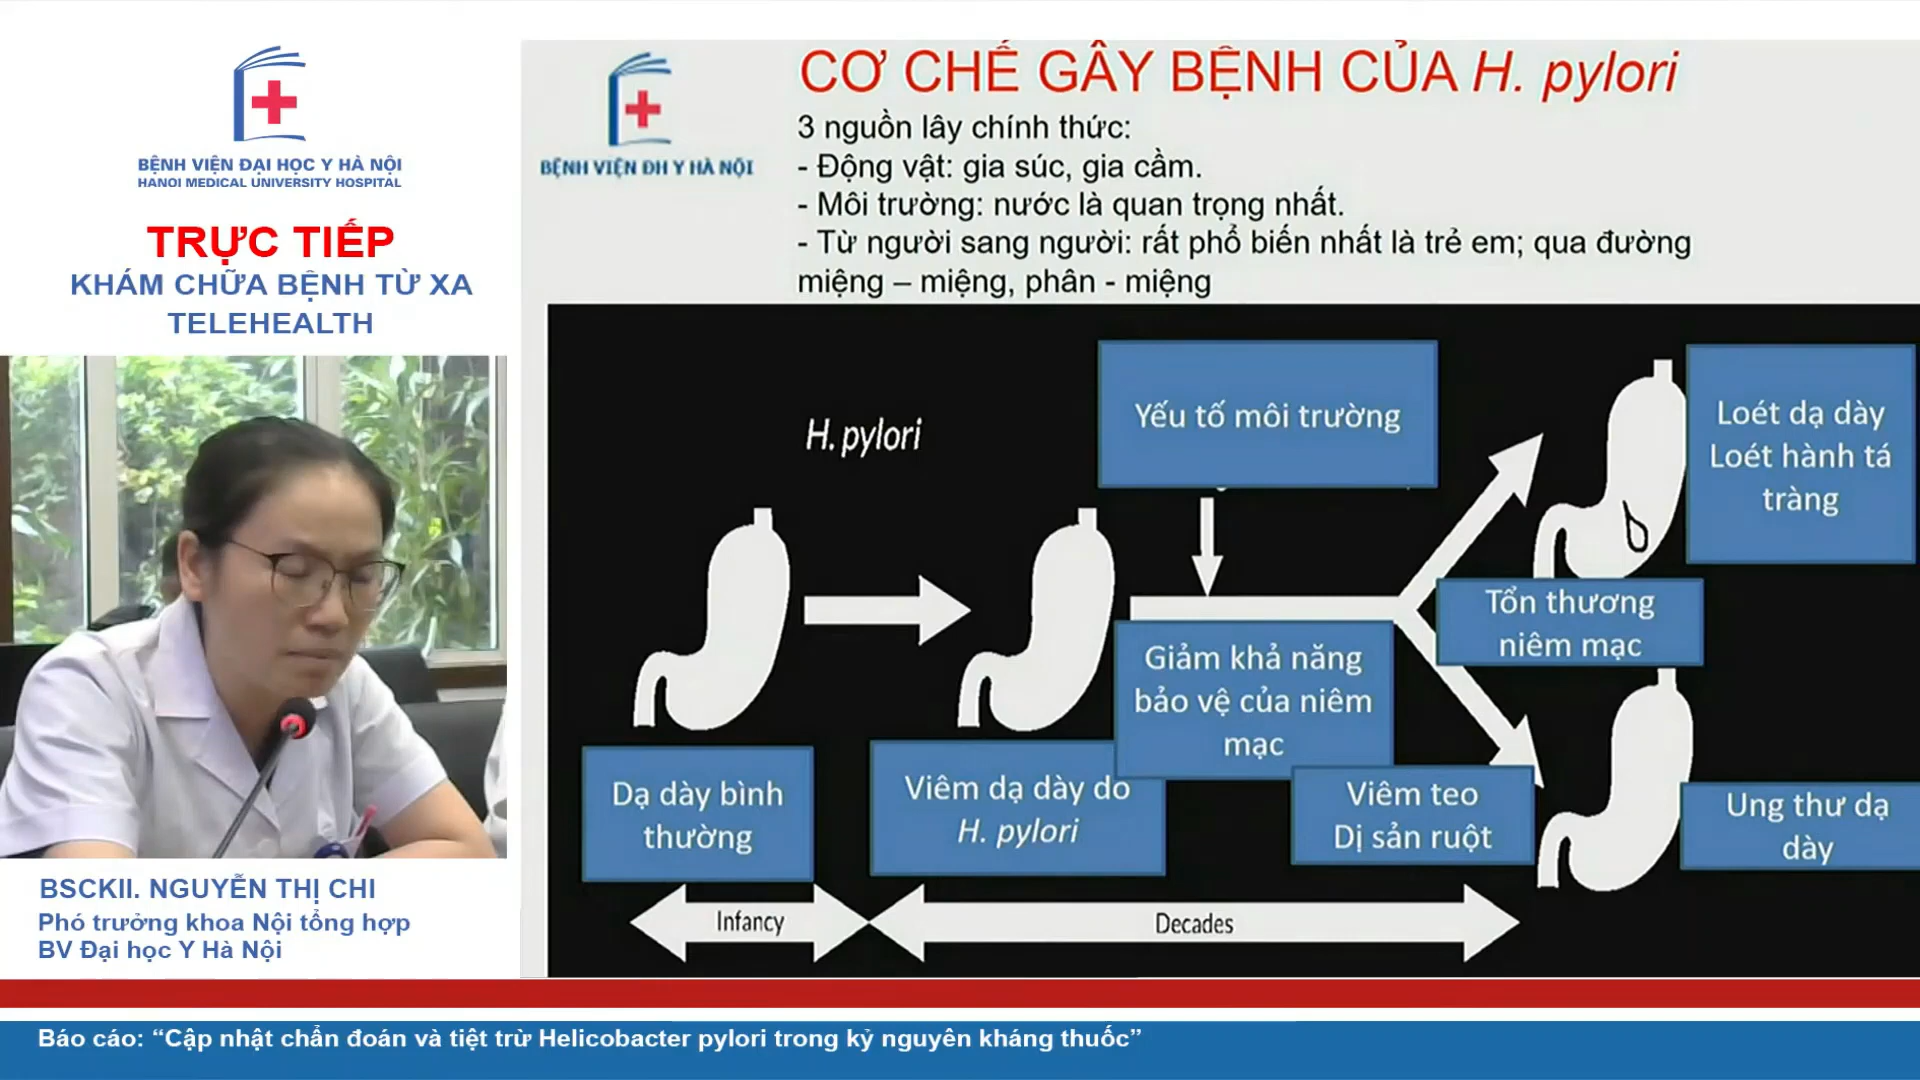 BỆNH VIỆN ĐẠI HỌC Y HÀ NỘI
HANOI MEDICAL UNIVERSITY HOSPITAL
TRỰC TIẾP
KHÁM CHỮA BỆNH TỪ XA
TELEHEALTH
BSCKII. NGUYỄN THỊ CHI
Phó trưởng khoa Nội tổng hợp
BV Đại học Y Hà Nội
BỆNH VIỆN ĐH Y HÀ NỘI
CƠ CHẾ GÂY BỆNH CỦA H. pylori
3 nguồn lây chính thức:
- Động vật: gia súc, gia cầm.
- Môi trường: nước là quan trọng nhất.
- Từ người sang người: rất phổ biến nhất là trẻ em; qua đường
miệng – miệng, phân - miệng
H. pylori
Yếu tố môi trường
Loét dạ dày
Loét hành tá
tràng
Tổn thương
niêm mạc
Giảm khả năng
bảo vệ của niêm
mạc
Dạ dày bình
thường
Viêm dạ dày do
H. pylori
Viêm teo
Dị sản ruột
Ung thư dạ
dày
Infancy
Decades
Báo cáo: “Cập nhật chẩn đoán và tiệt trừ Helicobacter pylori trong kỷ nguyên kháng thuốc”